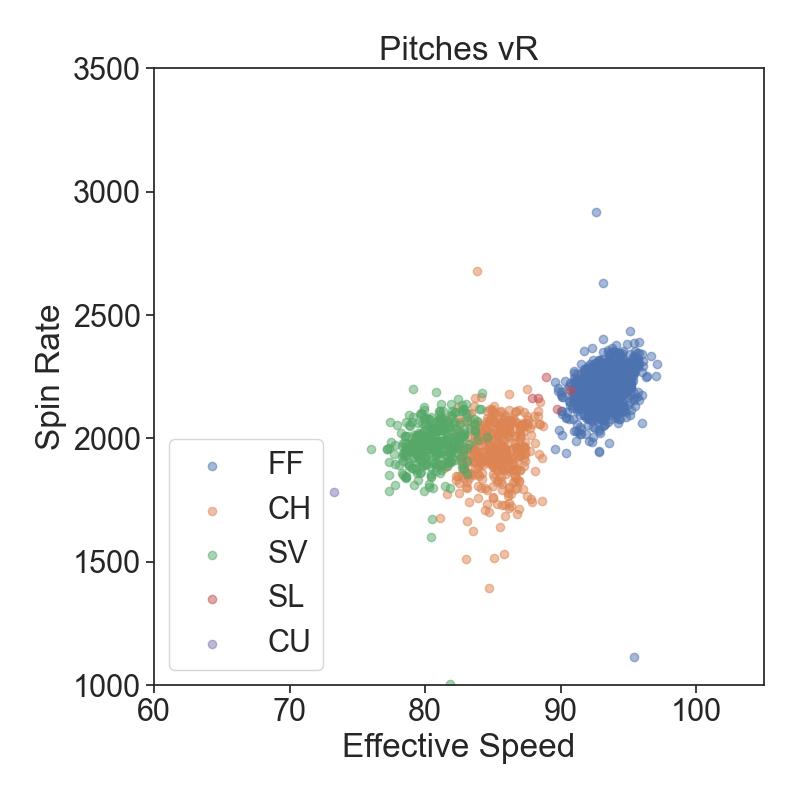 Pitches vR
3500
3000
2500
2000
1500
1000
Spin Rate
FF
CH
SV
SL
CU
60 70 80 90 100
Effective Speed